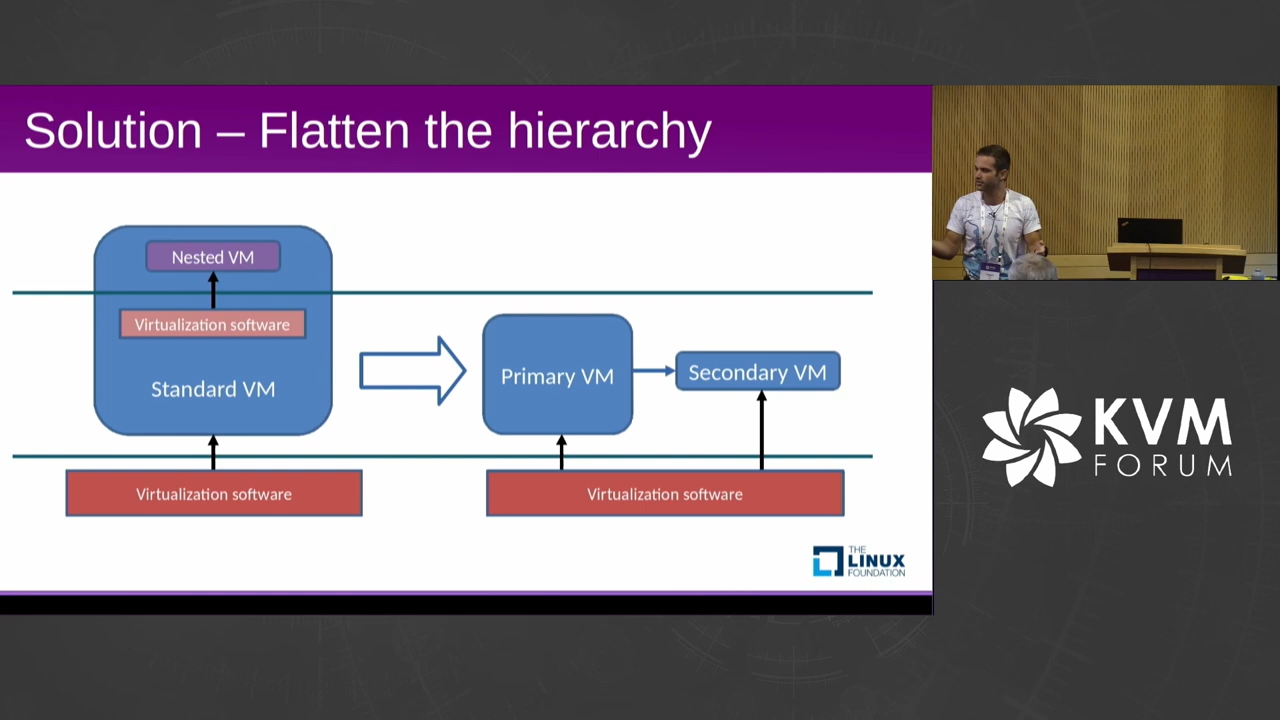 Solution – Flatten the hierarchy
Nested VM
Virtualization software
Standard VM
Primary VM
Secondary VM
Virtualization software
Virtualization software
THE
LINUX
FOUNDATION
KVM
FORUM